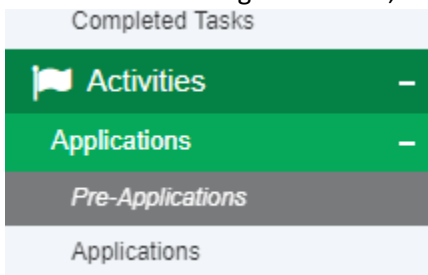 Completed Tasks
Activities
Applications
Pre-Applications
Applications